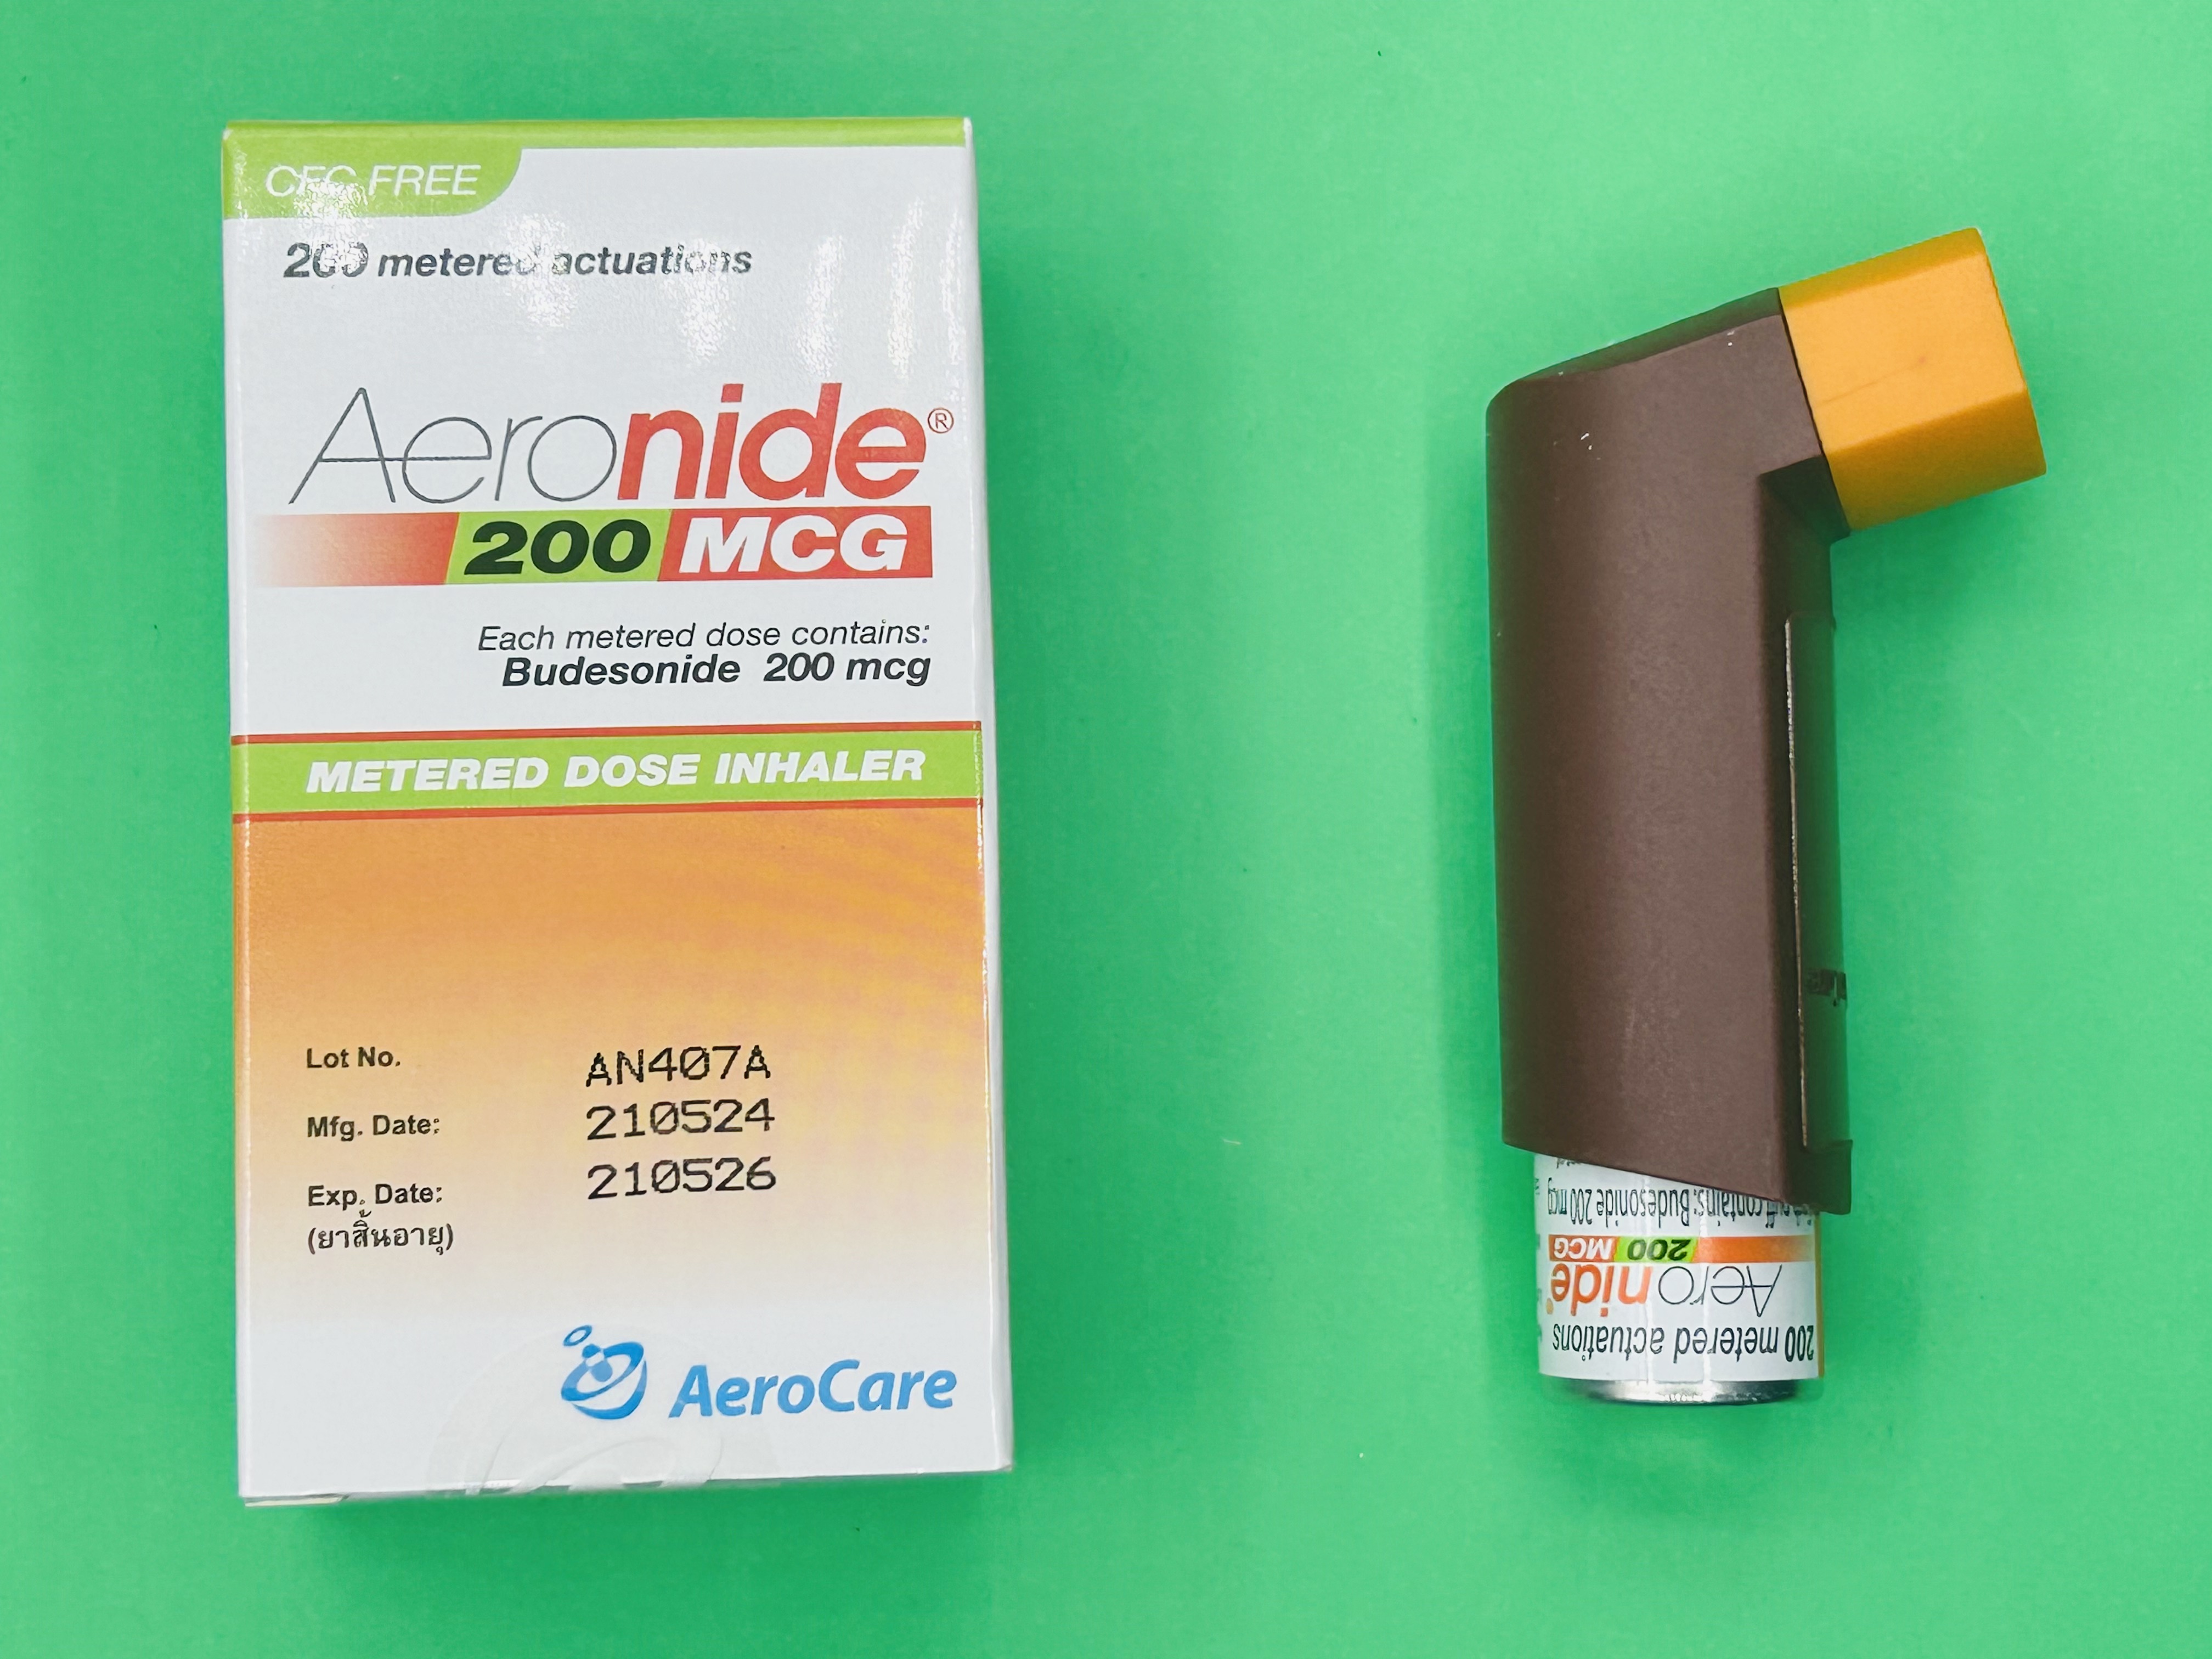 CFC FREE
200 metered actuations
Aeronide®
200 MCG
Each metered dose contains:
Budesonide 200 mcg
METERED DOSE INHALER
Lot No. AN407A
Mfg. Date: 210524
Exp. Date: 210526
(ยาสิ้นอายุ)
AeroCare
200 metered actuations
Aeronide
200 MCG
puff contains: Budesonide 200 mcg